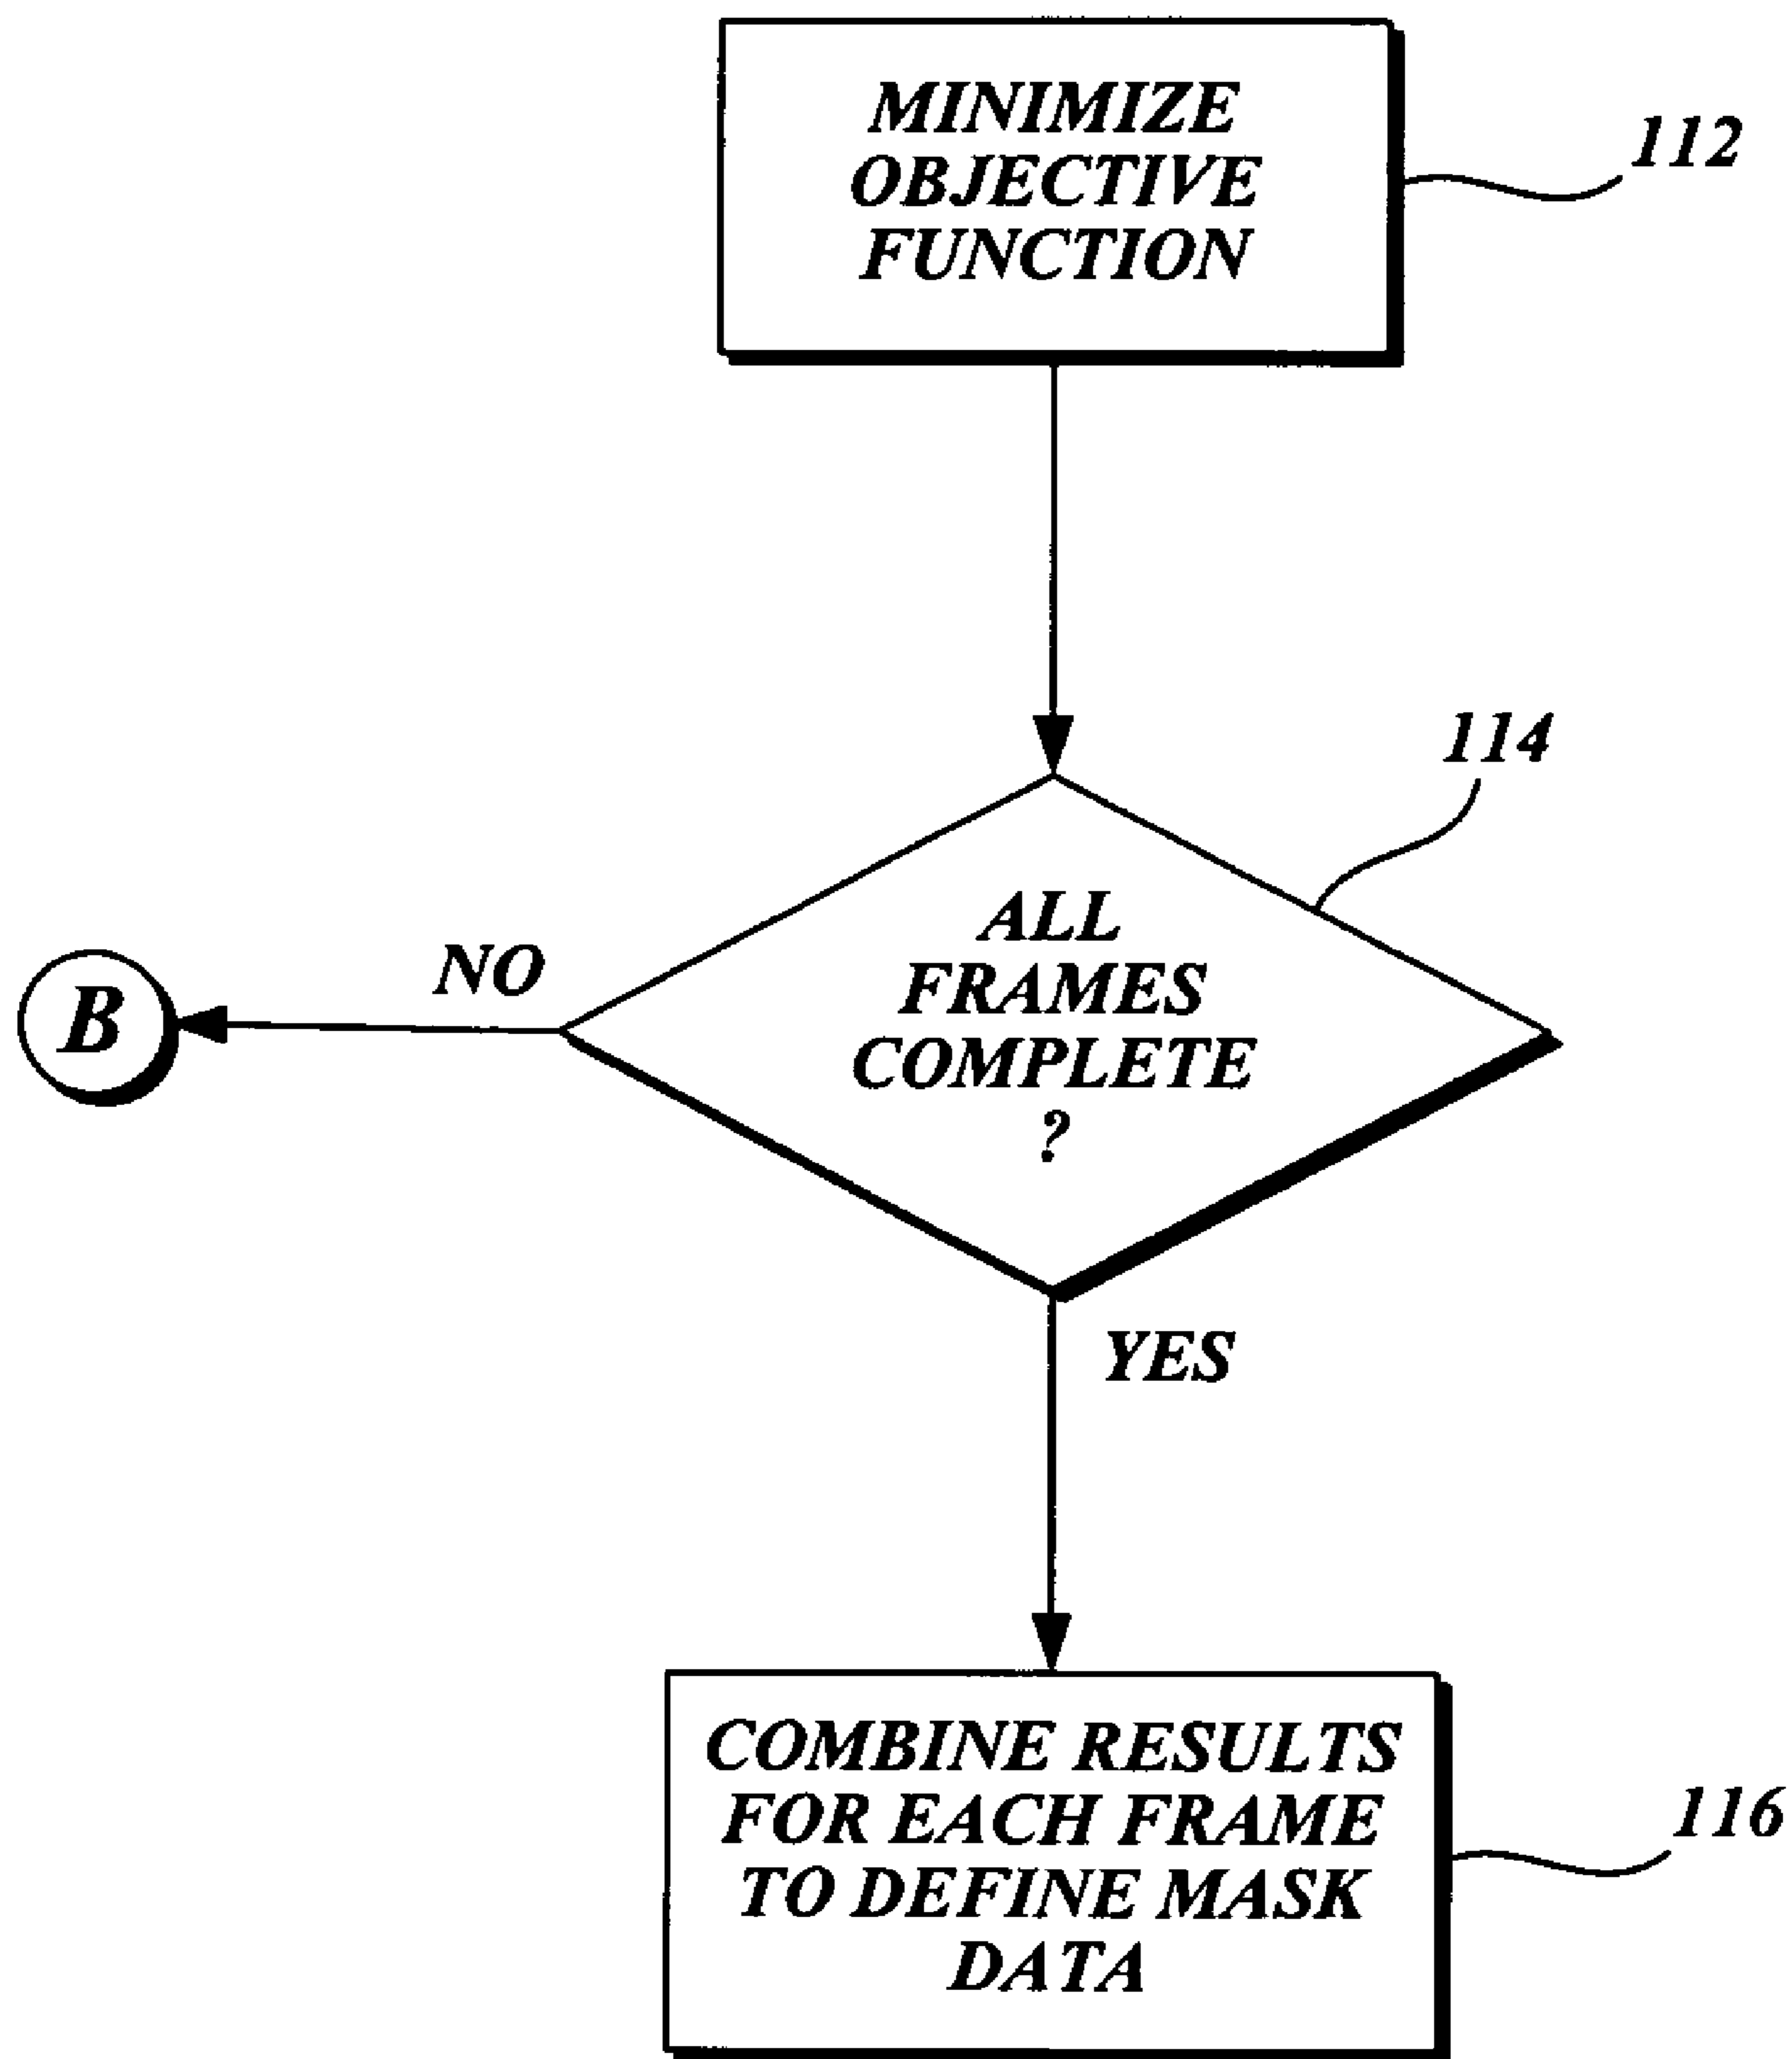 MINIMIZE
OBJECTIVE
FUNCTION
112
114
ALL
FRAMES
COMPLETE
?
NO
B
YES
COMBINE RESULTS
FOR EACH FRAME
TO DEFINE MASK
DATA
116